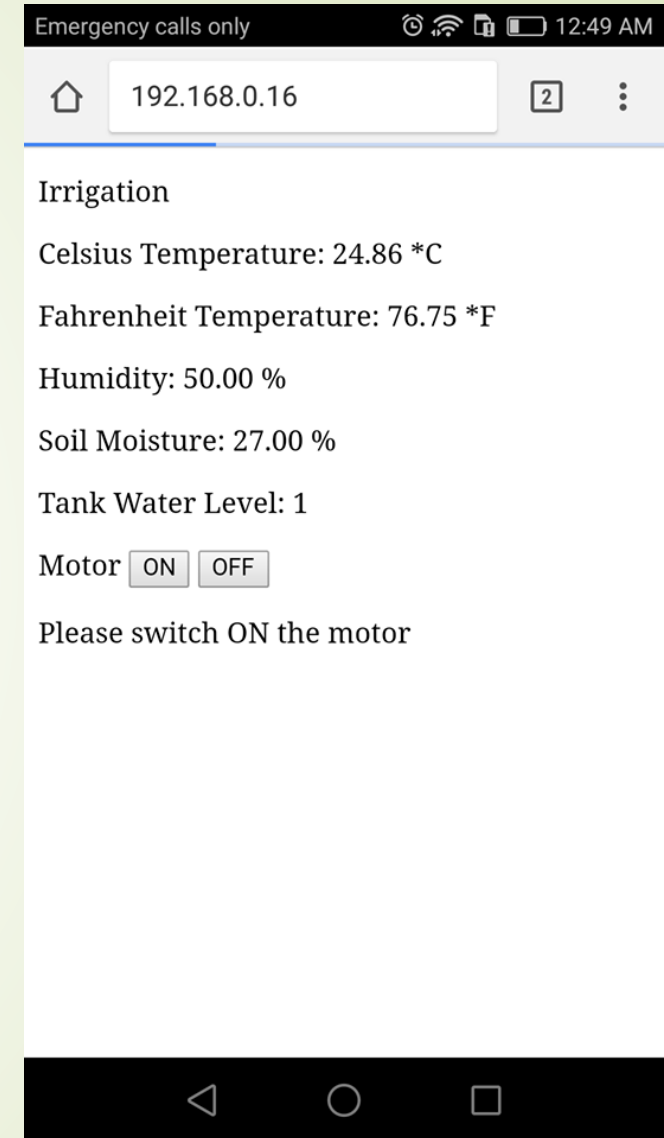 Emergency calls only 12:49 AM
192.168.0.16 2
Irrigation
Celsius Temperature: 24.86 *C
Fahrenheit Temperature: 76.75 *F
Humidity: 50.00 %
Soil Moisture: 27.00 %
Tank Water Level: 1
Motor ON OFF
Please switch ON the motor